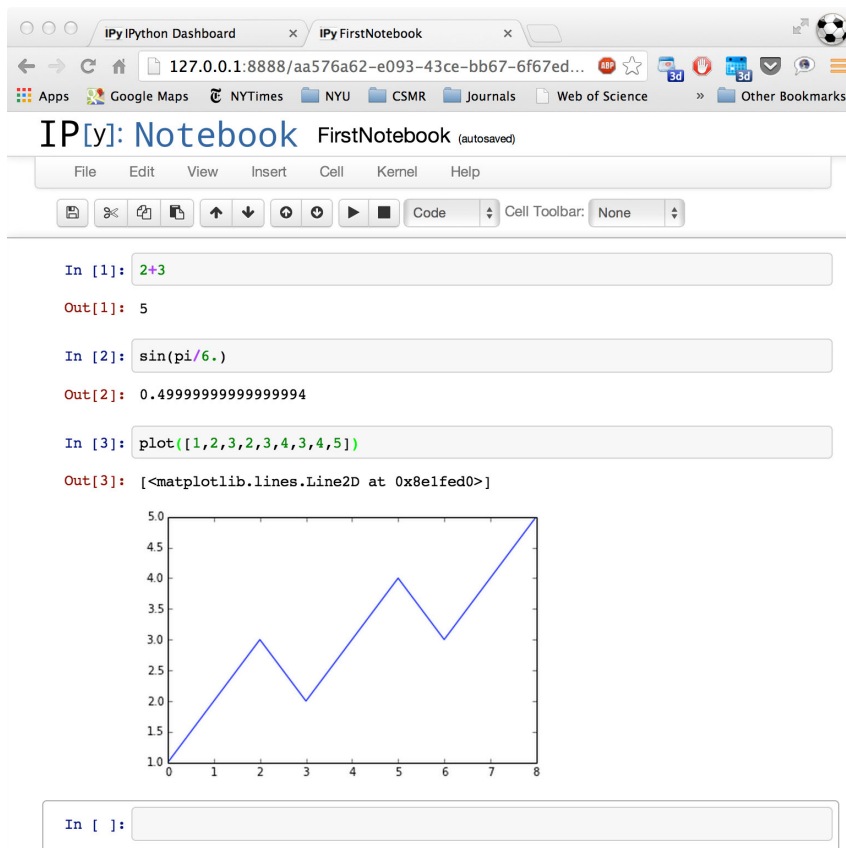 IPy IPython Dashboard × IPy FirstNotebook ×
127.0.0.1:8888/aa576a62-e093-43ce-bb67-6f67ed... ABP 3d 3d
Apps Google Maps NYTimes NYU CSMR Journals Web of Science » Other Bookmarks
IP[y]: Notebook FirstNotebook (autosaved)
File Edit View Insert Cell Kernel Help
Code Cell Toolbar: None
In [1]: 2+3
Out[1]: 5
In [2]: sin(pi/6.)
Out[2]: 0.49999999999999994
In [3]: plot([1,2,3,2,3,4,3,4,5])
Out[3]: [<matplotlib.lines.Line2D at 0x8e1fed0>]
5.0
4.5
4.0
3.5
3.0
2.5
2.0
1.5
1.0
0 1 2 3 4 5 6 7 8
In [ ]: